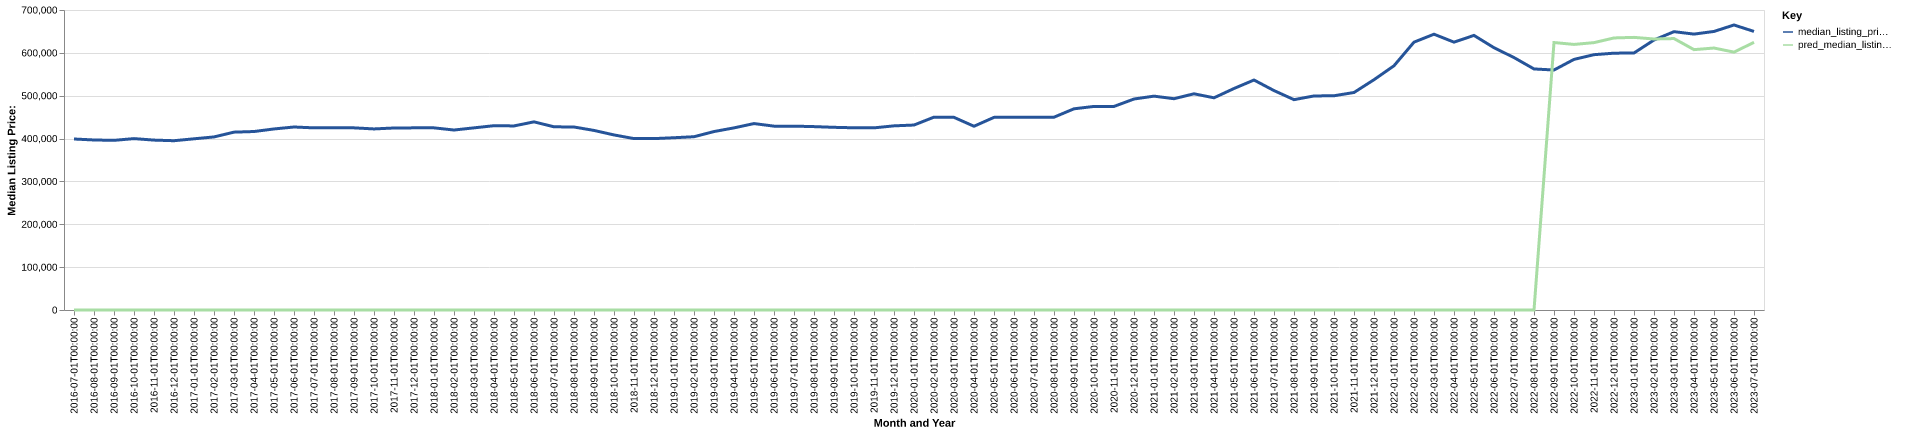 700,000
600,000
500,000
400,000
300,000
200,000
100,000
0
Median Listing Price:
2016-07-01T00:00:00
2016-08-01T00:00:00
2016-09-01T00:00:00
2016-10-01T00:00:00
2016-11-01T00:00:00
2016-12-01T00:00:00
2017-01-01T00:00:00
2017-02-01T00:00:00
2017-03-01T00:00:00
2017-04-01T00:00:00
2017-05-01T00:00:00
2017-06-01T00:00:00
2017-07-01T00:00:00
2017-08-01T00:00:00
2017-09-01T00:00:00
2017-10-01T00:00:00
2017-11-01T00:00:00
2017-12-01T00:00:00
2018-01-01T00:00:00
2018-02-01T00:00:00
2018-03-01T00:00:00
2018-04-01T00:00:00
2018-05-01T00:00:00
2018-06-01T00:00:00
2018-07-01T00:00:00
2018-08-01T00:00:00
2018-09-01T00:00:00
2018-10-01T00:00:00
2018-11-01T00:00:00
2018-12-01T00:00:00
2019-01-01T00:00:00
2019-02-01T00:00:00
2019-03-01T00:00:00
2019-04-01T00:00:00
2019-05-01T00:00:00
2019-06-01T00:00:00
2019-07-01T00:00:00
2019-08-01T00:00:00
2019-09-01T00:00:00
2019-10-01T00:00:00
2019-11-01T00:00:00
2019-12-01T00:00:00
2020-01-01T00:00:00
2020-02-01T00:00:00
2020-03-01T00:00:00
2020-04-01T00:00:00
2020-05-01T00:00:00
2020-06-01T00:00:00
2020-07-01T00:00:00
2020-08-01T00:00:00
2020-09-01T00:00:00
2020-10-01T00:00:00
2020-11-01T00:00:00
2020-12-01T00:00:00
2021-01-01T00:00:00
2021-02-01T00:00:00
2021-03-01T00:00:00
2021-04-01T00:00:00
2021-05-01T00:00:00
2021-06-01T00:00:00
2021-07-01T00:00:00
2021-08-01T00:00:00
2021-09-01T00:00:00
2021-10-01T00:00:00
2021-11-01T00:00:00
2021-12-01T00:00:00
2022-01-01T00:00:00
2022-02-01T00:00:00
2022-03-01T00:00:00
2022-04-01T00:00:00
2022-05-01T00:00:00
2022-06-01T00:00:00
2022-07-01T00:00:00
2022-08-01T00:00:00
2022-09-01T00:00:00
2022-10-01T00:00:00
2022-11-01T00:00:00
2022-12-01T00:00:00
2023-01-01T00:00:00
2023-02-01T00:00:00
2023-03-01T00:00:00
2023-04-01T00:00:00
2023-05-01T00:00:00
2023-06-01T00:00:00
2023-07-01T00:00:00
Month and Year
Key
median_listing_pri…
pred_median_listin…